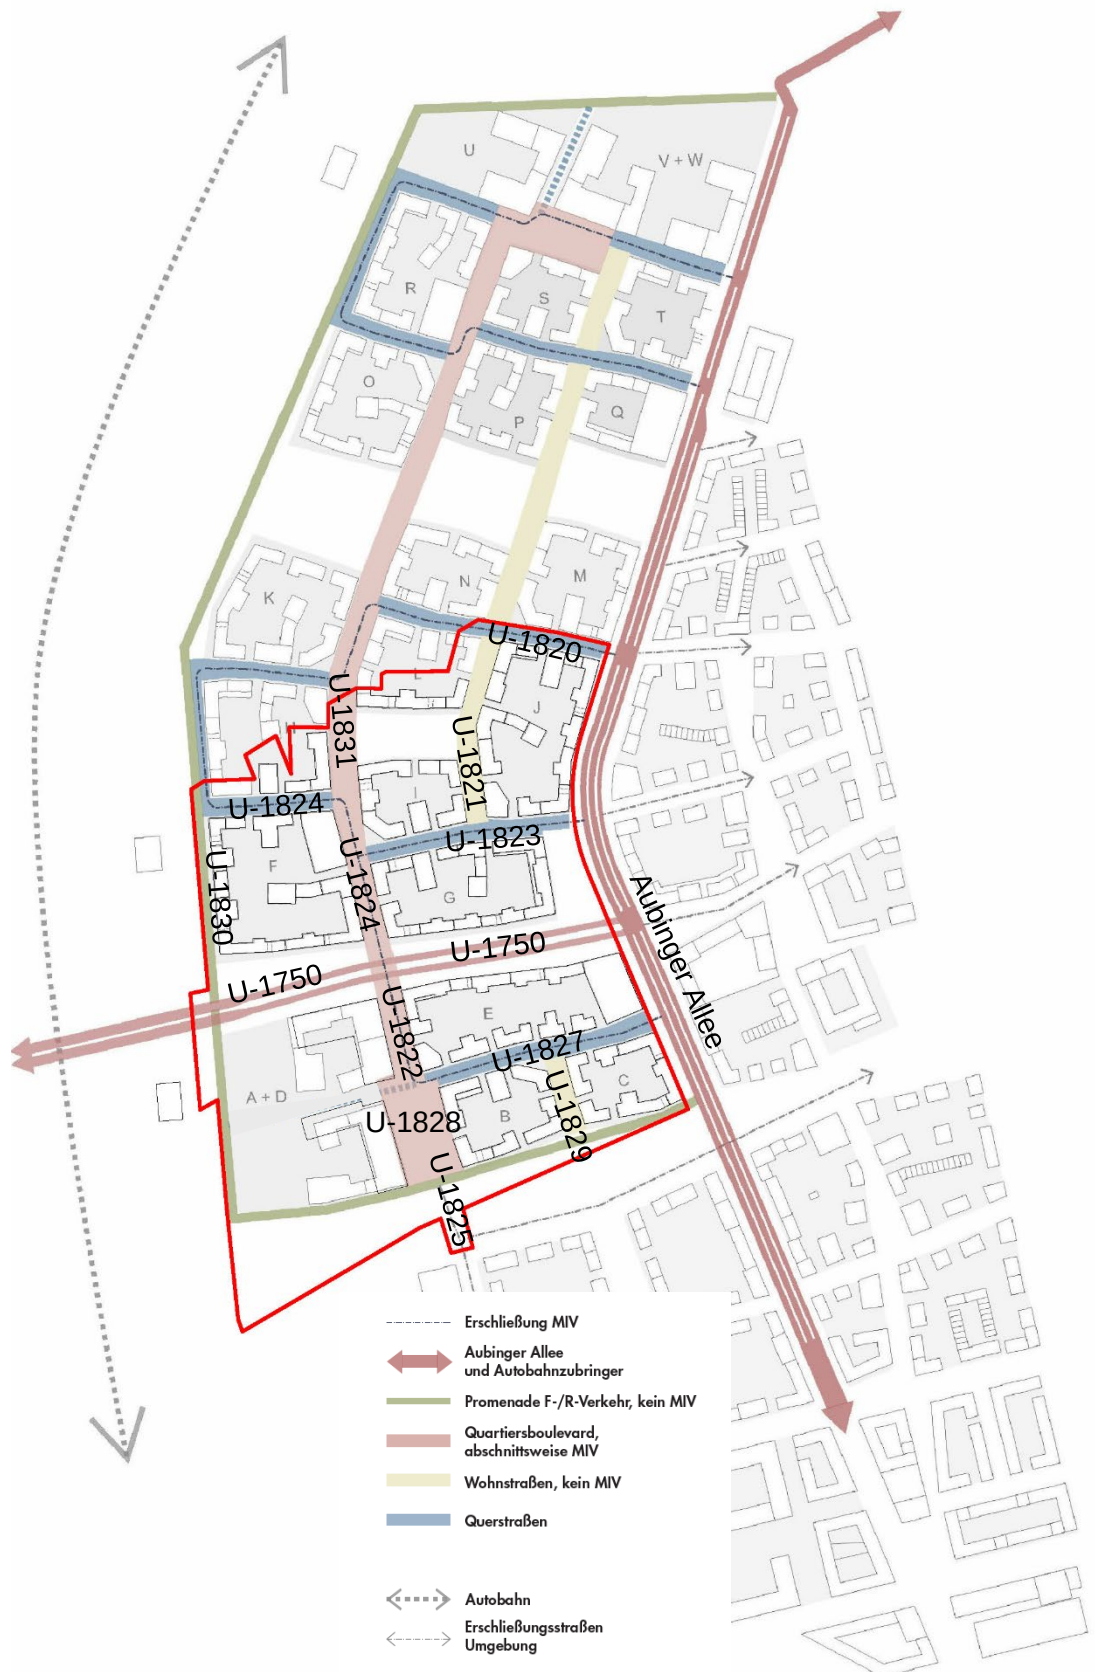 U
V + W
R
S
T
O
P
Q
N
M
K
U-1820
L
J
H
U-1831
U-1821
I
U-1824
U-1823
F
U-1824
G
U-1830
Aubinger Allee
U-1750
U-1750
E
U-1822
U-1827
C
A + D
U-1828
B
U-1829
U-1825
Erschließung MIV
Aubinger Allee
und Autobahnzubringer
Promenade F-/R-Verkehr, kein MIV
Quartiersboulevard,
abschnittsweise MIV
Wohnstraßen, kein MIV
Querstraßen
Autobahn
Erschließungsstraßen
Umgebung